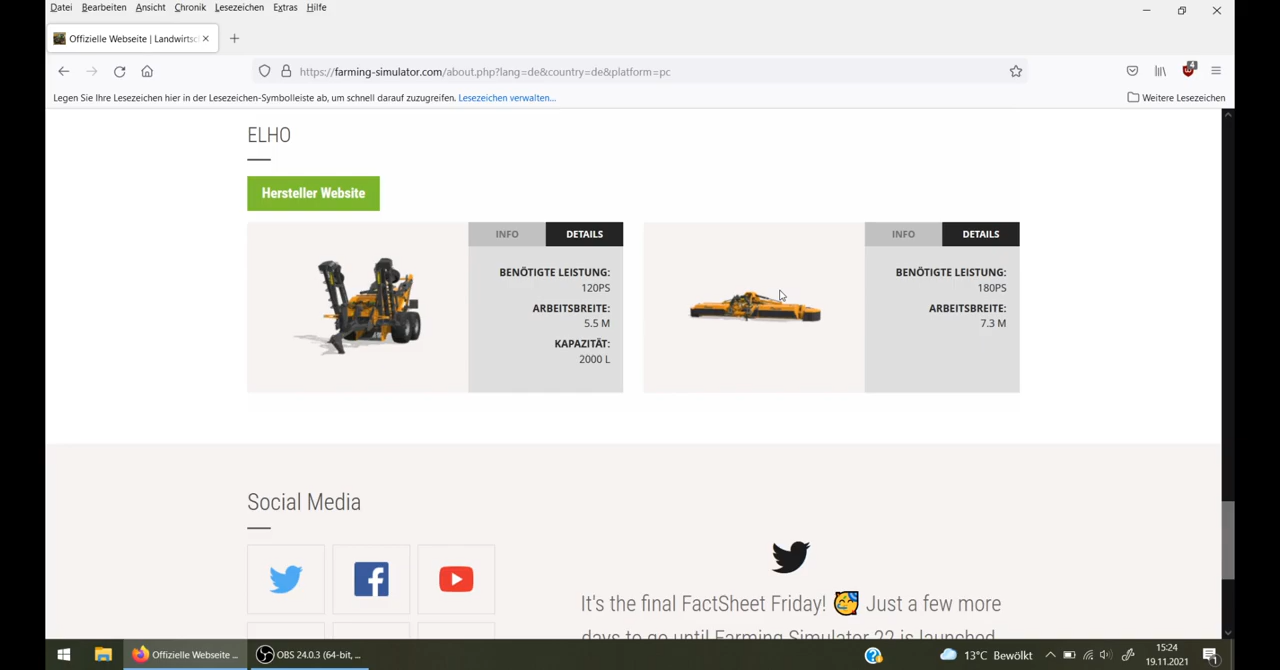 Datei Bearbeiten Ansicht Chronik Lesezeichen Extras Hilfe
Offizielle Webseite | Landwirtsc
https://farming-simulator.com/about.php?lang=de&country=de&platform=pc
4
Legen Sie Ihre Lesezeichen hier in der Lesezeichen-Symbolleiste ab, um schnell darauf zuzugreifen. Lesezeichen verwalten...
Weitere Lesezeichen
ELHO
Hersteller Website
INFO DETAILS
BENÖTIGTE LEISTUNG:
120PS
ARBEITSBREITE:
5.5 M
KAPAZITÄT:
2000 L
INFO DETAILS
BENÖTIGTE LEISTUNG:
180PS
ARBEITSBREITE:
7.3 M
Social Media
It's the final FactSheet Friday! 🥳 Just a few more
days to go until Farming Simulator 22 is launched
Offizielle Webseite ...
OBS 24.0.3 (64-bit, ...
13°C Bewölkt
15:24
19.11.2021
1